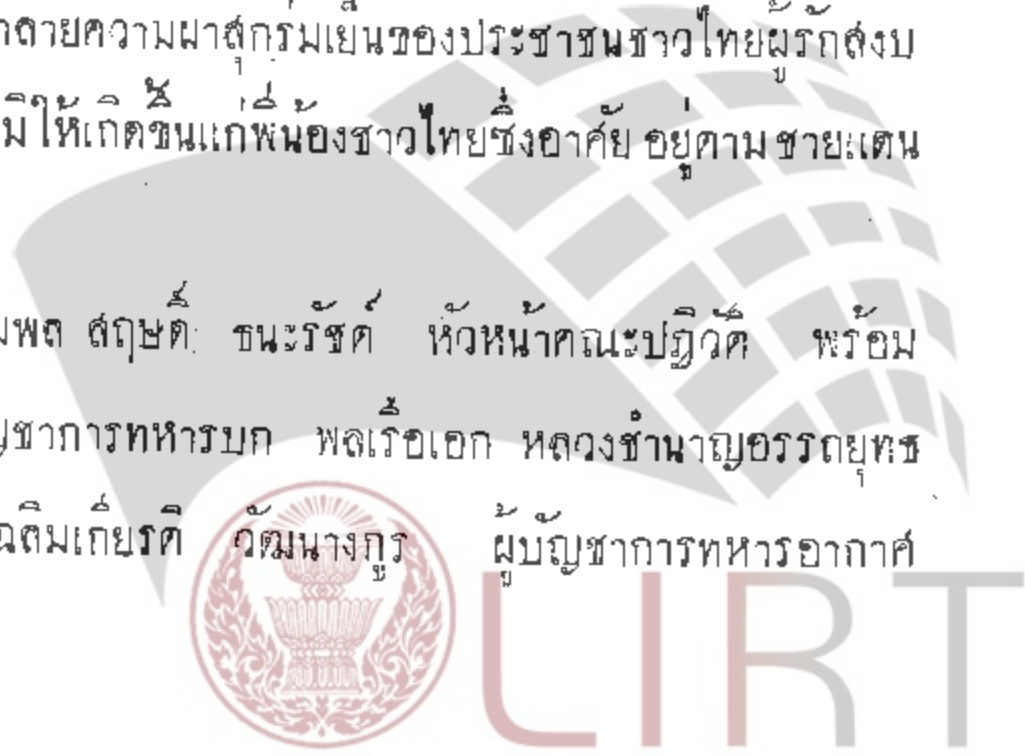 ทำลายความผาสุกร่มเย็นของประชาชนชาวไทยผู้รักสงบ
มิให้เกิดขึ้นแก่พี่น้องชาวไทยซึ่งอาศัย อยู่ตาม ชายแดน
มพล สฤษดิ์ ธนะรัชต์ หัวหน้าคณะปฏิวัติ พร้อม
ญชาการทหารบก พลเรือเอก หลวงชำนาญอรรถยุทธ
ฉลิมเกียรติ วัฒนางกูร ผู้บัญชาการทหารอากาศ
LIRT